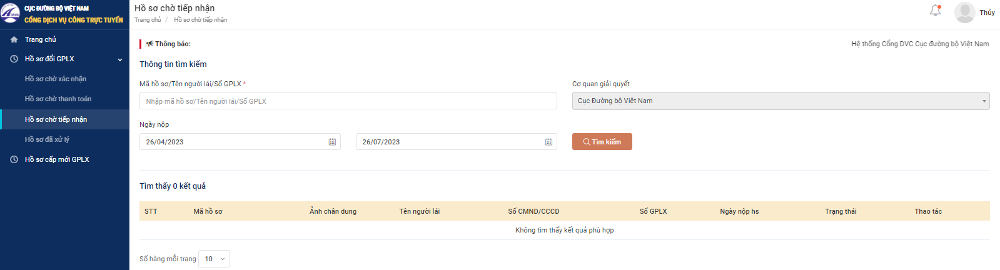 CỤC ĐƯỜNG BỘ VIỆT NAM
CỔNG DỊCH VỤ CÔNG TRỰC TUYẾN
Trang chủ
Hồ sơ đổi GPLX
Hồ sơ chờ xác nhận
Hồ sơ chờ thanh toán
Hồ sơ chờ tiếp nhận
Hồ sơ đã xử lý
Hồ sơ cấp mới GPLX
Hồ sơ chờ tiếp nhận
Trang chủ / Hồ sơ chờ tiếp nhận
Thủy
Thông báo:
Hệ thống Cổng DVC Cục đường bộ Việt Nam
Thông tin tìm kiếm
Mã hồ sơ/Tên người lái/Số GPLX *
Cơ quan giải quyết
Nhập mã hồ sơ/Tên người lái/Số GPLX
Cục Đường bộ Việt Nam
Ngày nộp
26/04/2023
26/07/2023
Tìm kiếm
Tìm thấy 0 kết quả
STT Mã hồ sơ Ảnh chân dung Tên người lái Số CMND/CCCD Số GPLX Ngày nộp hs Trạng thái Thao tác
Không tìm thấy kết quả phù hợp
Số hàng mỗi trang 10